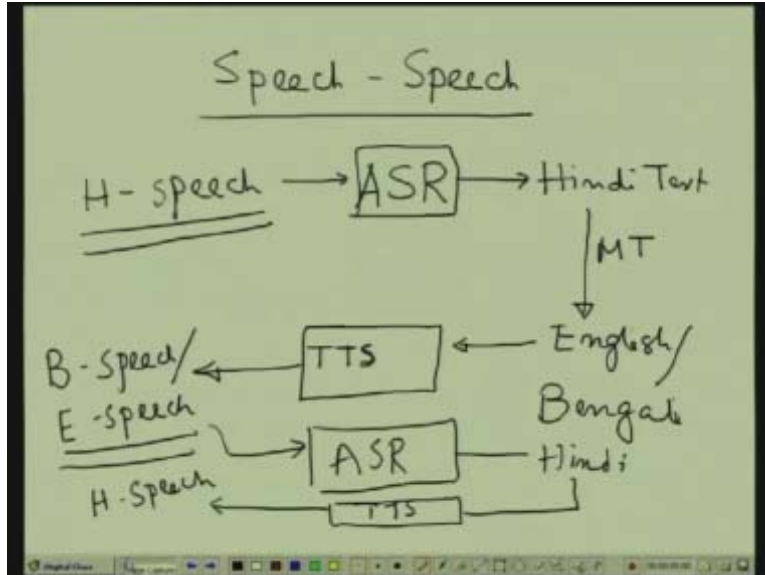 Speech - Speech
H - speech → ASR → Hindi Text
MT
B - Speech/ ← TTS ← English/
E - speech Bengali
ASR Hindi
H - Speech ← TTS